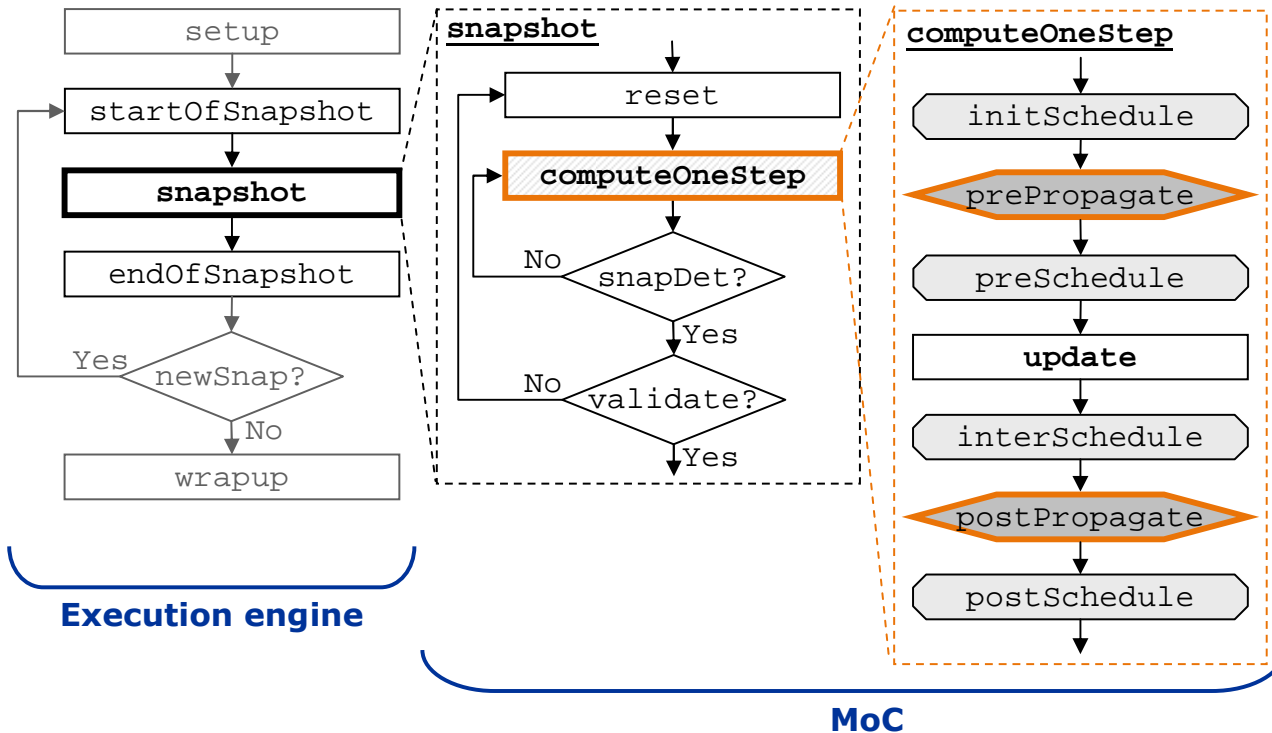 setup
startOfSnapshot
snapshot
endOfSnapshot
Yes
newSnap?
No
wrapup
Execution engine
snapshot
reset
computeOneStep
No
snapDet?
Yes
No
validate?
Yes
computeOneStep
initSchedule
prePropagate
preSchedule
update
interSchedule
postPropagate
postSchedule
MoC